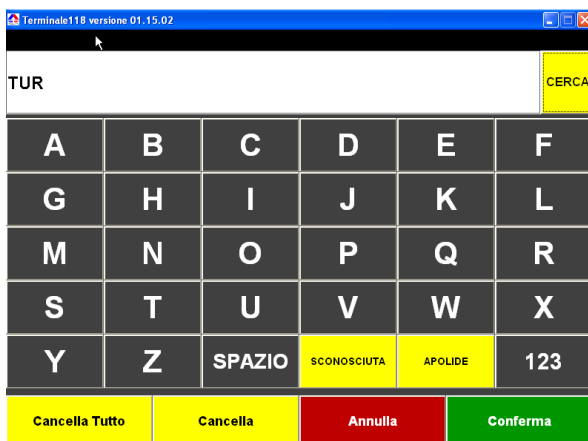 Terminale118 versione 01.15.02
TUR
CERCA
A B C D E F
G H I J K L
M N O P Q R
S T U V W X
Y Z SPAZIO SCONOSCIUTA APOLIDE 123
Cancella Tutto Cancella Annulla Conferma